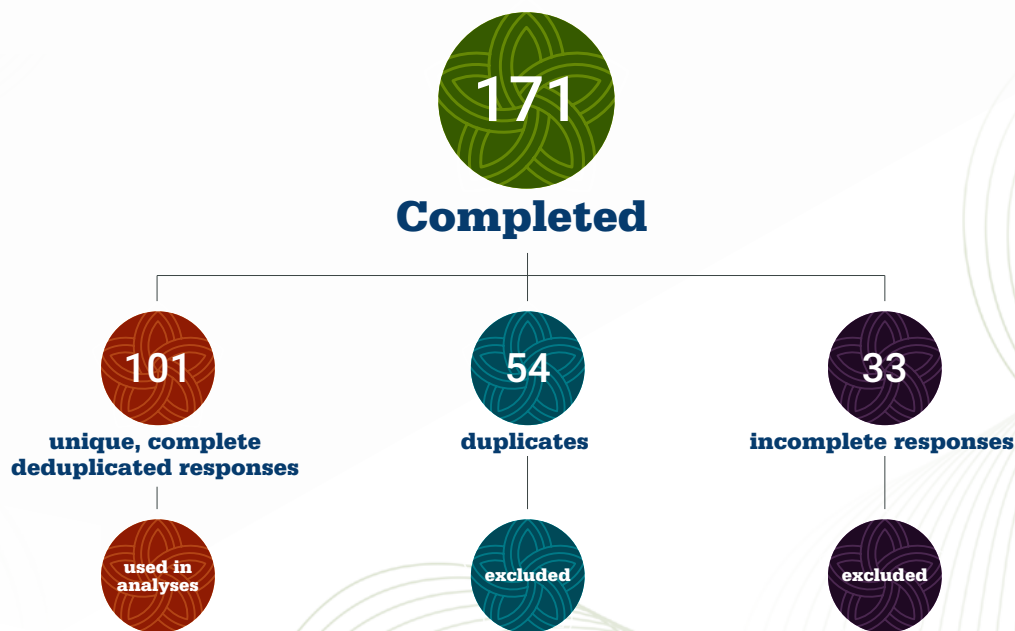 171
Completed
101
54
33
unique, complete
deduplicated responses
duplicates
incomplete responses
used in
analyses
excluded
excluded